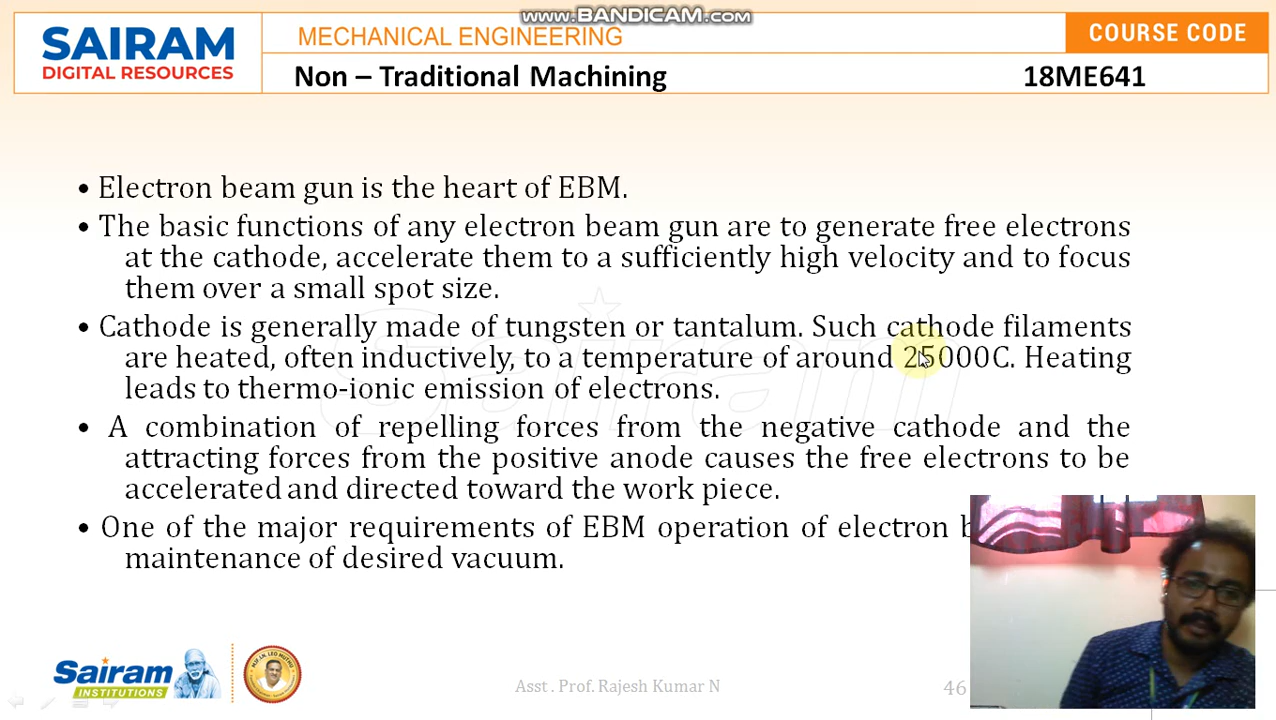 www.BANDICAM.com
SAIRAM
DIGITAL RESOURCES
MECHANICAL ENGINEERING
COURSE CODE
Non – Traditional Machining 18ME641
• Electron beam gun is the heart of EBM.
• The basic functions of any electron beam gun are to generate free electrons
at the cathode, accelerate them to a sufficiently high velocity and to focus
them over a small spot size.
• Cathode is generally made of tungsten or tantalum. Such cathode filaments
are heated, often inductively, to a temperature of around 25000C. Heating
leads to thermo-ionic emission of electrons.
• A combination of repelling forces from the negative cathode and the
attracting forces from the positive anode causes the free electrons to be
accelerated and directed toward the work piece.
• One of the major requirements of EBM operation of electron
maintenance of desired vacuum.
Sairam
Sairam
INSTITUTIONS
Asst . Prof. Rajesh Kumar N
46